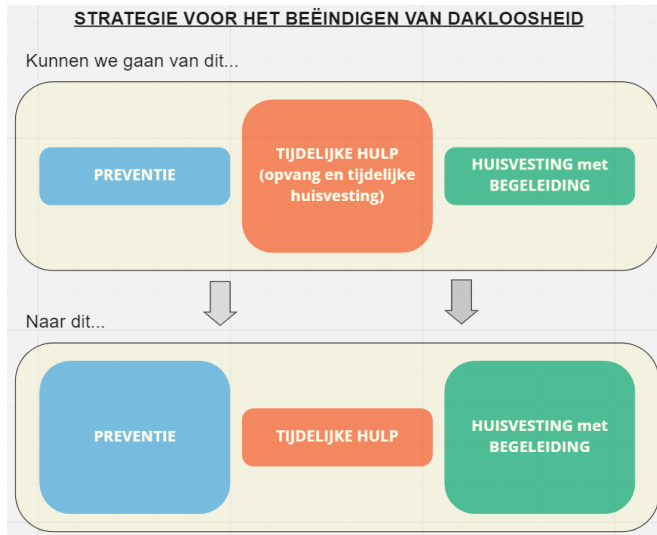 STRATEGIE VOOR HET BEËINDIGEN VAN DAKLOOSHEID
Kunnen we gaan van dit...
PREVENTIE
TIJDELIJKE HULP
(opvang en tijdelijke
huisvesting)
HUISVESTING met
BEGELEIDING
Naar dit...
PREVENTIE
TIJDELIJKE HULP
HUISVESTING met
BEGELEIDING